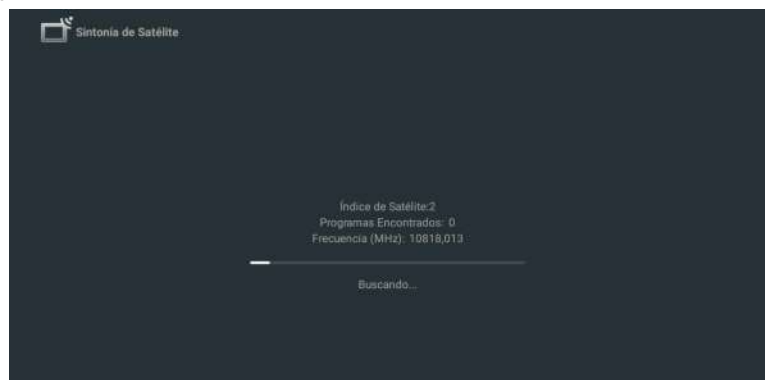 Sintonía de Satélite
Índice de Satélite:2
Programas Encontrados: 0
Frecuencia (MHz): 10818,013
Buscando...